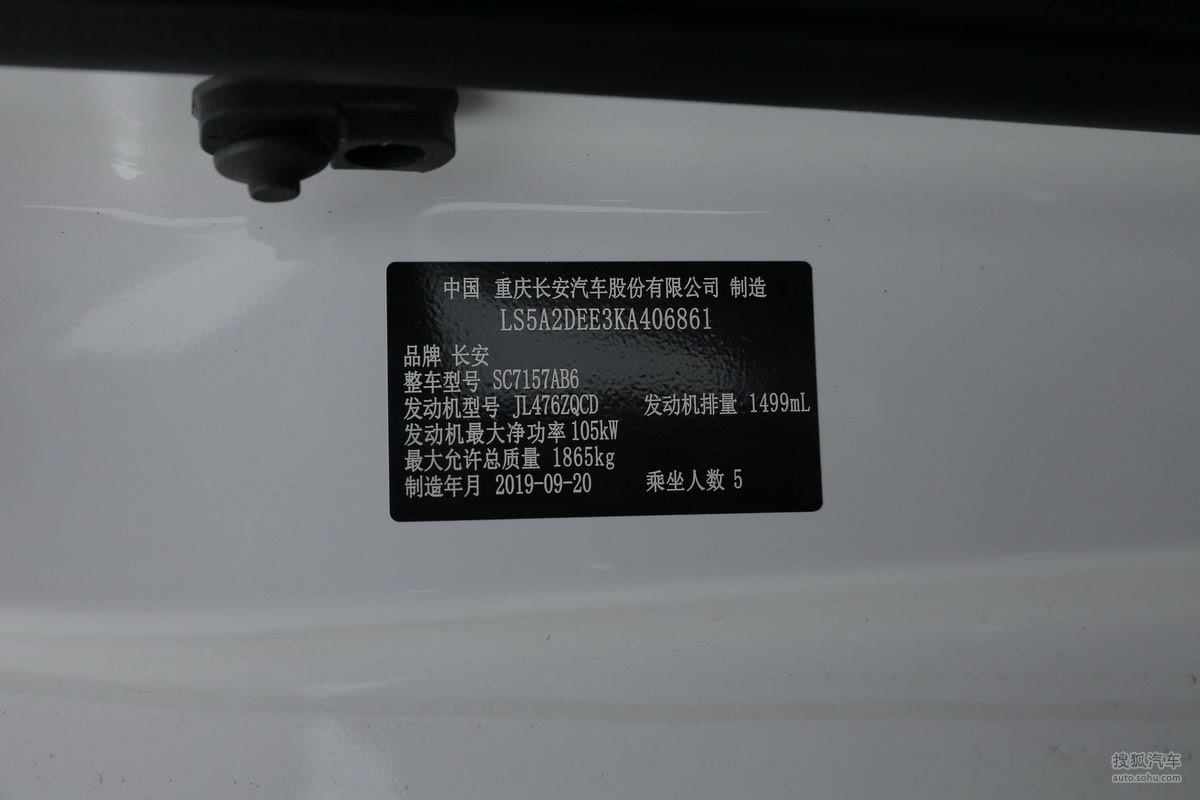 中国 重庆长安汽车股份有限公司 制造
LS5A2DEE3KA406861
品牌 长安
整车型号 SC7157AB6
发动机型号 JL476ZQCD 发动机排量 1499mL
发动机最大净功率 105kW
最大允许总质量 1865kg
制造年月 2019-09-20 乘坐人数 5
搜狐汽车
auto.sohu.com